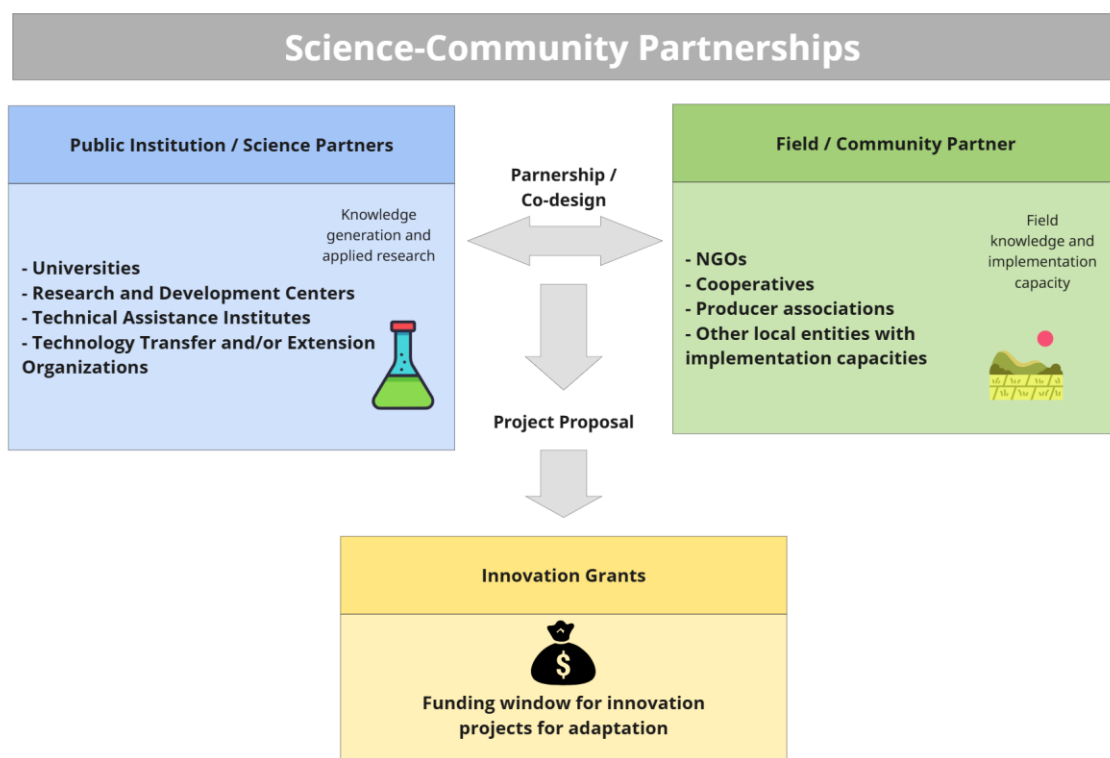 Science-Community Partnerships
Public Institution / Science Partners
Knowledge
generation and
applied research
- Universities
- Research and Development Centers
- Technical Assistance Institutes
- Technology Transfer and/or Extension
Organizations
Parnership /
Co-design
Project Proposal
Field / Community Partner
Field
knowledge and
implementation
capacity
- NGOs
- Cooperatives
- Producer associations
- Other local entities with
implementation capacities
Innovation Grants
$
Funding window for innovation
projects for adaptation